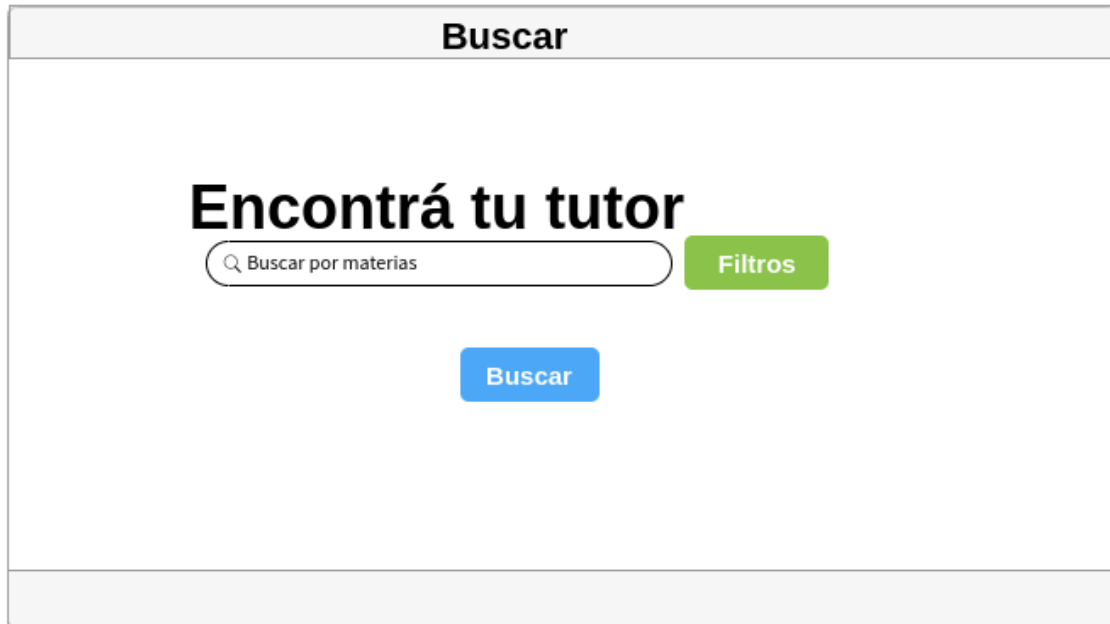 Buscar
Encontrá tu tutor
Buscar por materias
Filtros
Buscar